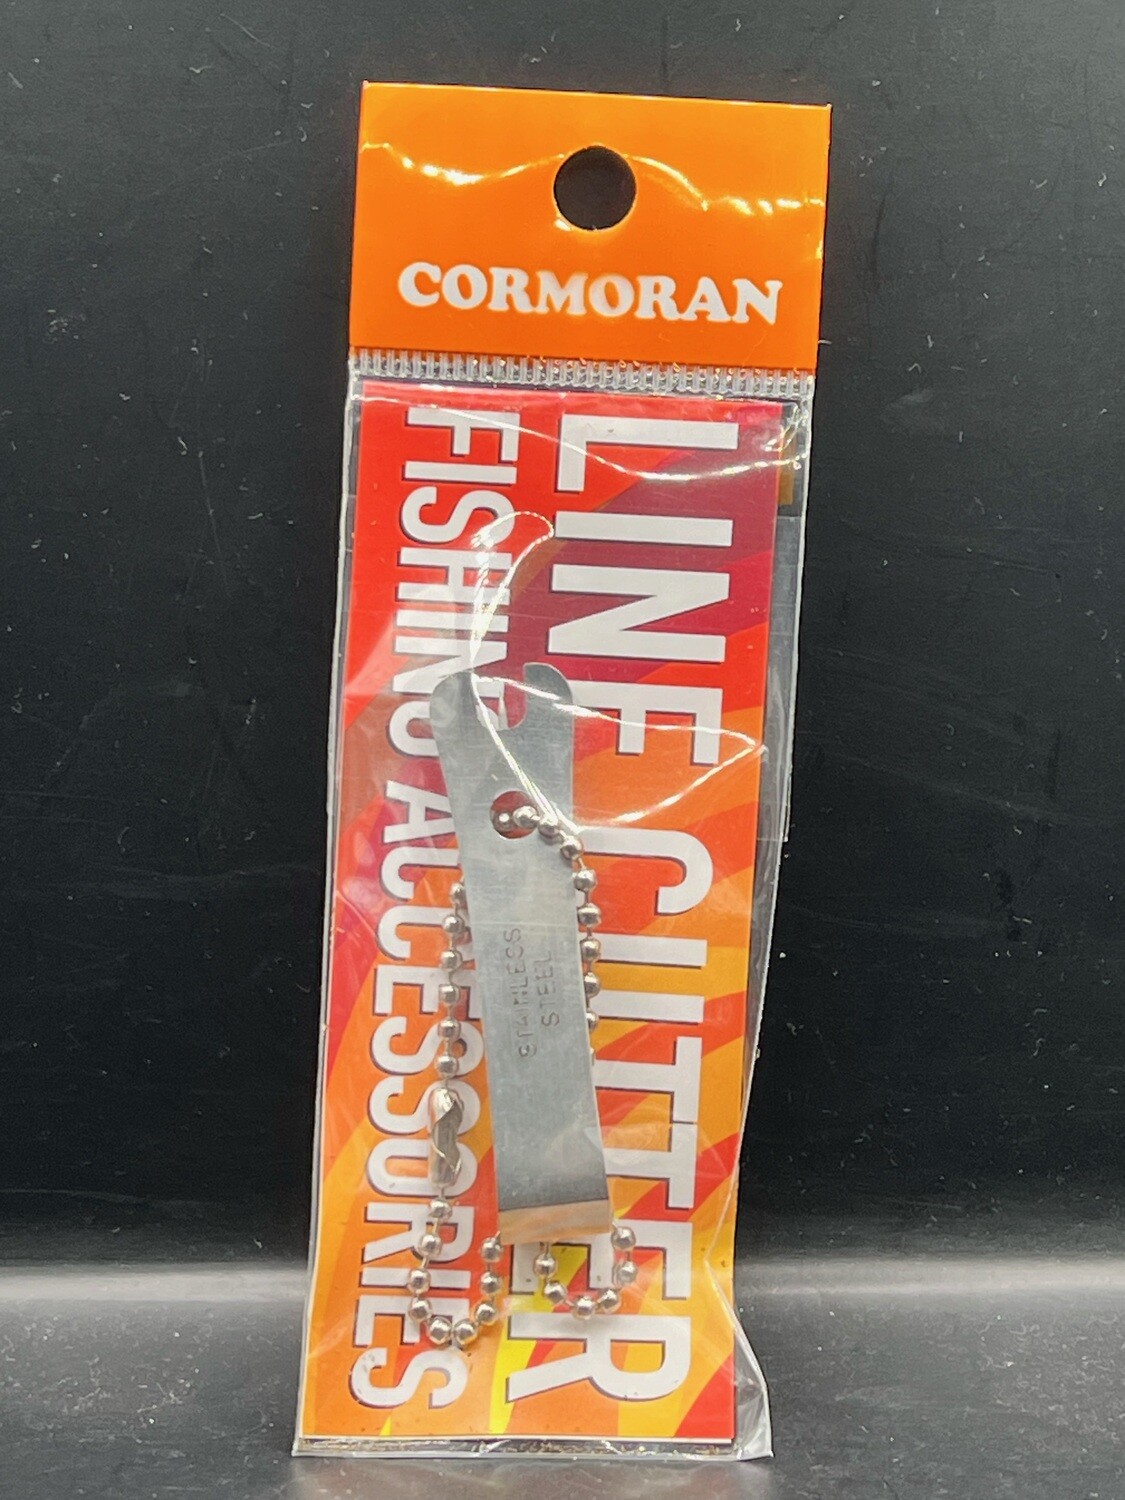 CORMORAN
LINE CUTTER
FISHING ACCESSORIES
STAINLESS
STEEL